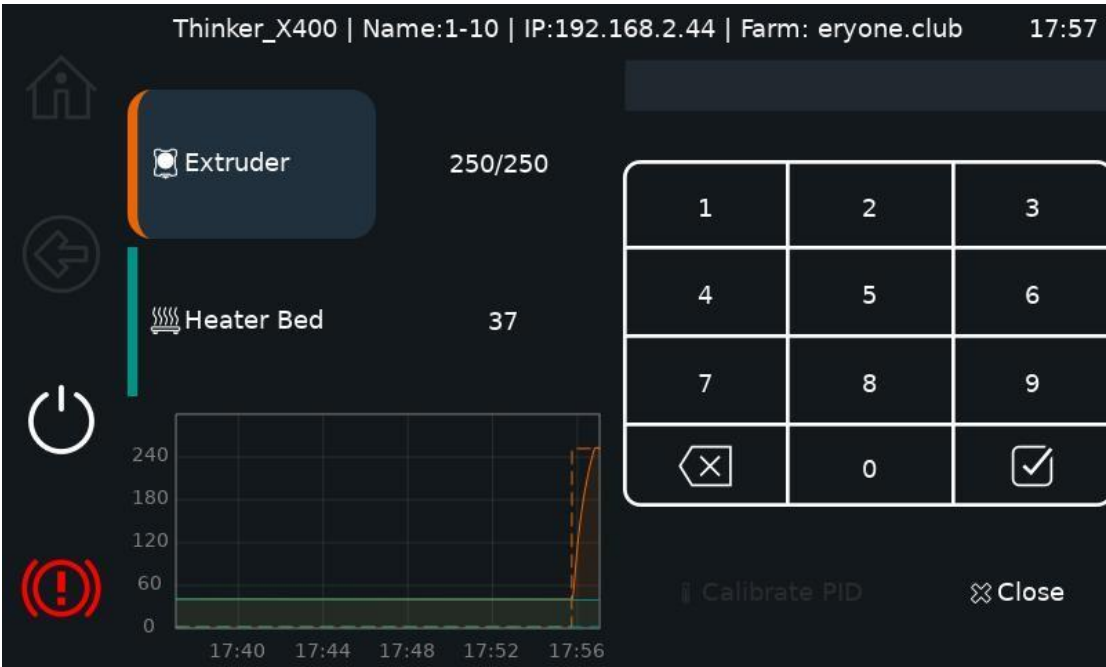 Thinker_X400 | Name:1-10 | IP:192.168.2.44 | Farm: eryone.club 17:57
Extruder 250/250
Heater Bed 37
240
180
120
60
0
17:40 17:44 17:48 17:52 17:56
1 2 3
4 5 6
7 8 9
0
Calibrate PID
Close